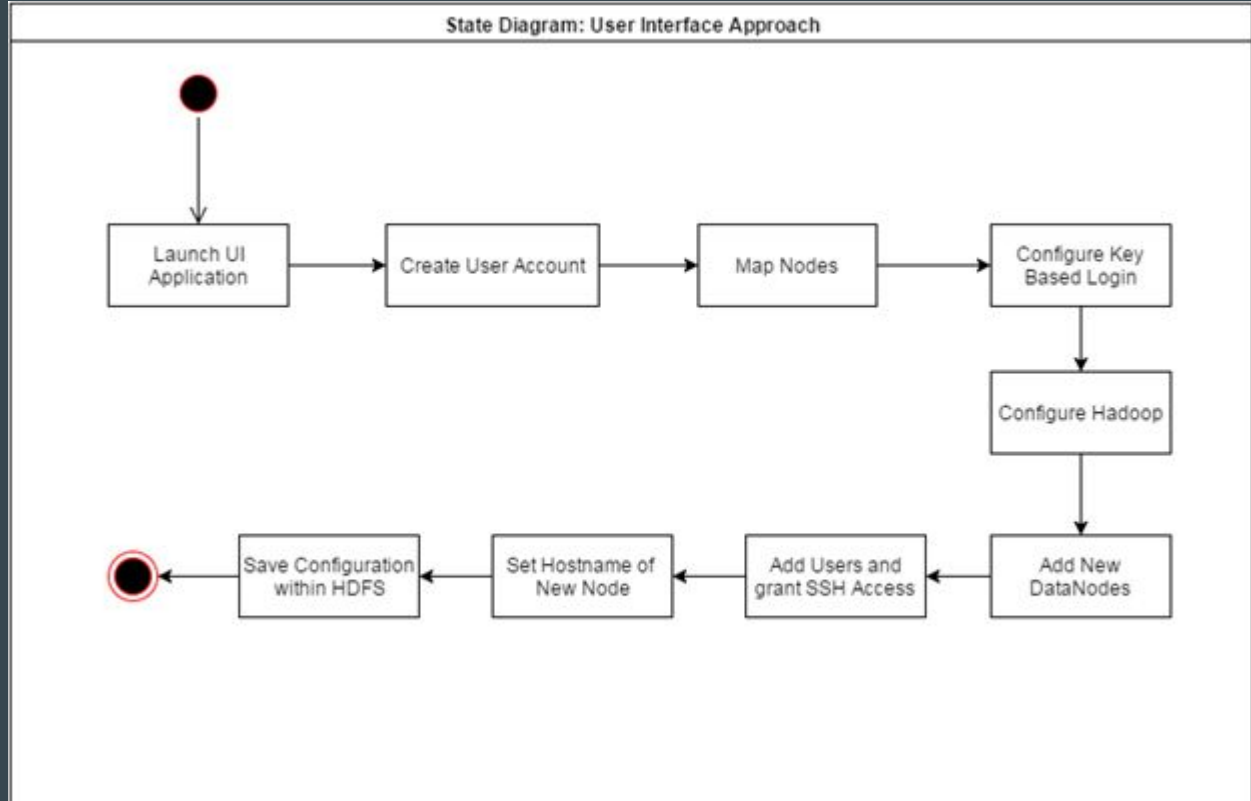 State Diagram: User Interface Approach
Launch UI
Application
Create User Account
Map Nodes
Configure Key
Based Login
Configure Hadoop
Add New
DataNodes
Add Users and
grant SSH Access
Set Hostname of
New Node
Save Configuration
within HDFS